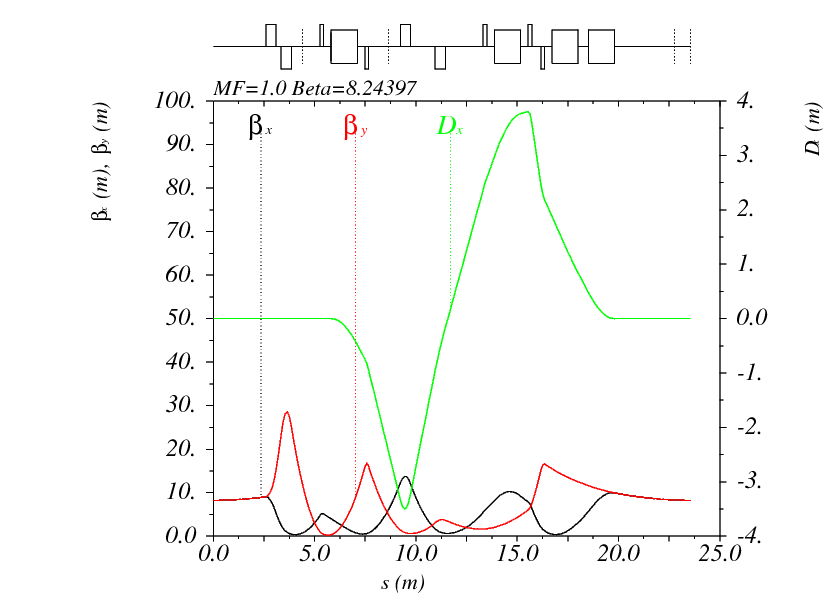 MF=1.0 Beta=8.24397
βx (m), βy (m)
100.
90.
80.
70.
60.
50.
40.
30.
20.
10.
0.0
βx
βy
Dx
4.
3.
2.
1.
0.0
-1.
-2.
-3.
-4.
D (m)
0.0 5.0 10.0 15.0 20.0 25.0
s (m)